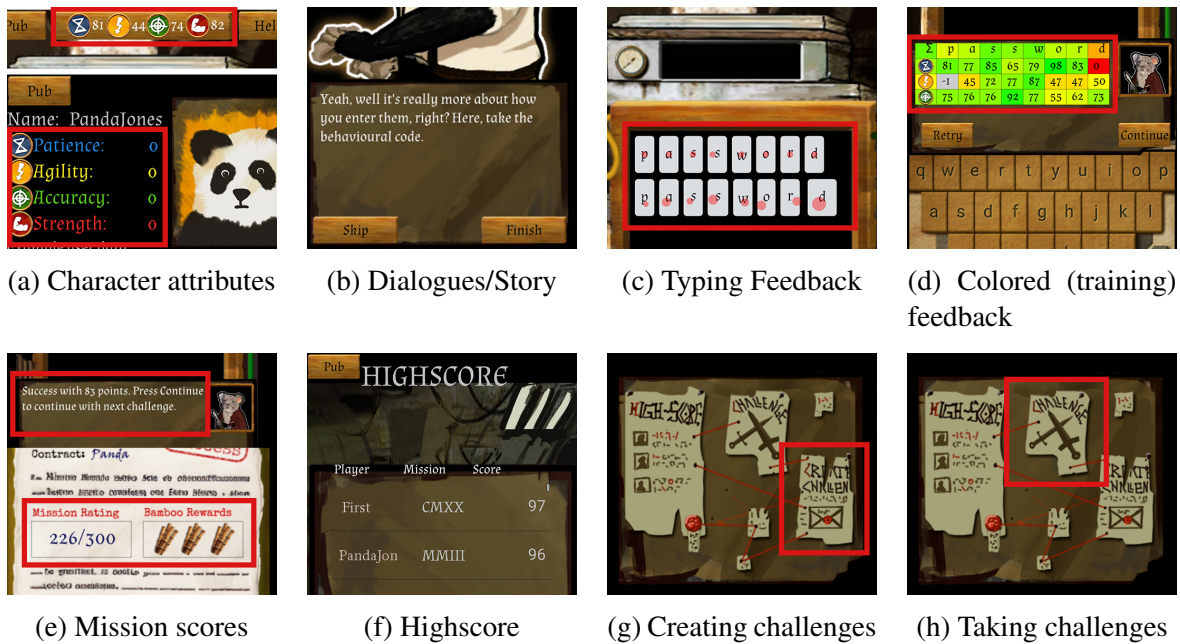 Pub
81 44 74 82
Hel
Pub
Name: PandaJones
Patience: 0
Agility: 0
Accuracy: 0
Strength: 0
(a) Character attributes
Yeah, well it's really more about how
you enter them, right? Here, take the
behavioural code.
Skip
Finish
(b) Dialogues/Story
p a s s w o r d
p a s s w o r d
(c) Typing Feedback
Σ p a s s w o r d
81 77 85 65 79 98 83 0
-1 45 72 77 87 47 47 50
75 76 76 92 77 55 62 73
Retry
Continue
q w e r t y u i o p
a s d f g h j k l
(d) Colored (training)
feedback
Success with 83 points. Press Continue
to continue with next challenge.
Contract: Panda
Mission Rating
Bamboo Rewards
226/300
(e) Mission scores
Pub
HIGHSCORE
Player Mission Score
First CMXX 97
PandaJon MMIII 96
(f) Highscore
HIGH-SCORE
CHALLENGE
CREATE
CHALLEN
(g) Creating challenges
HIGH-SCORE
CHALLENGE
CREATE
CHALLEN
(h) Taking challenges